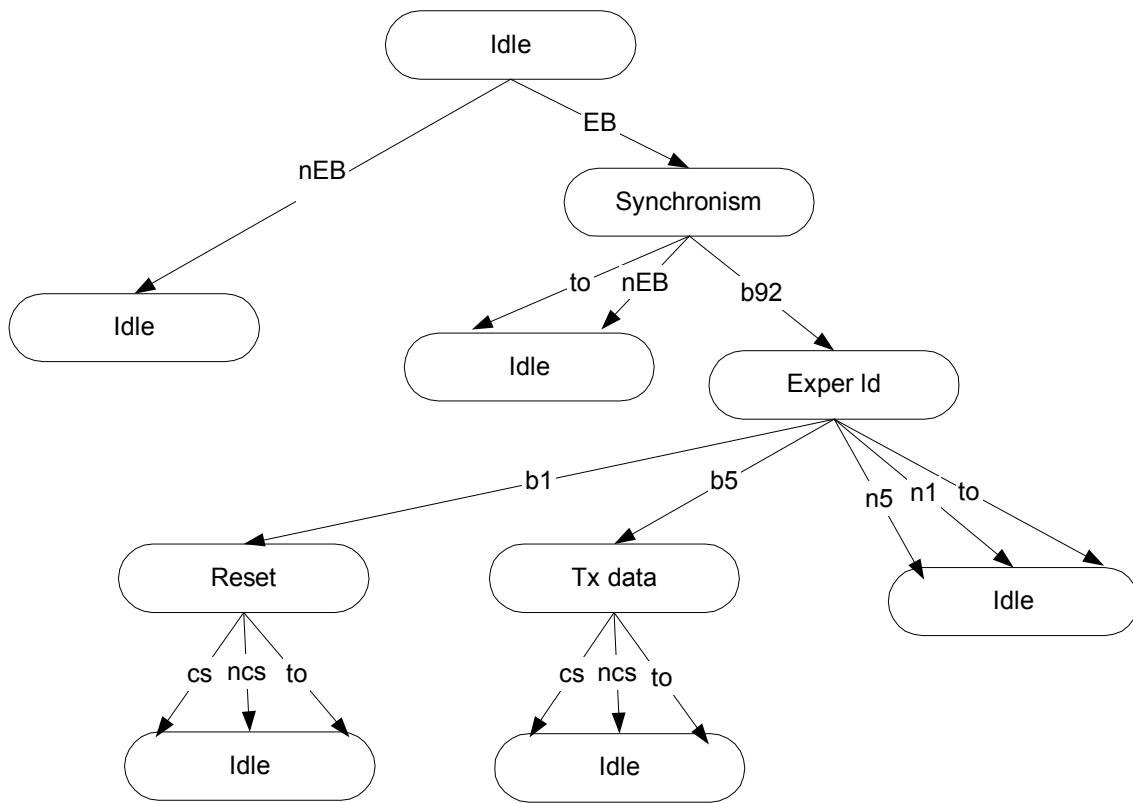 Idle
EB
nEB
Synchronism
to
nEB
b92
Idle
Idle
Exper Id
b1
b5
n5
n1
to
Reset
Tx data
Idle
cs
ncs
to
cs
ncs
to
Idle
Idle